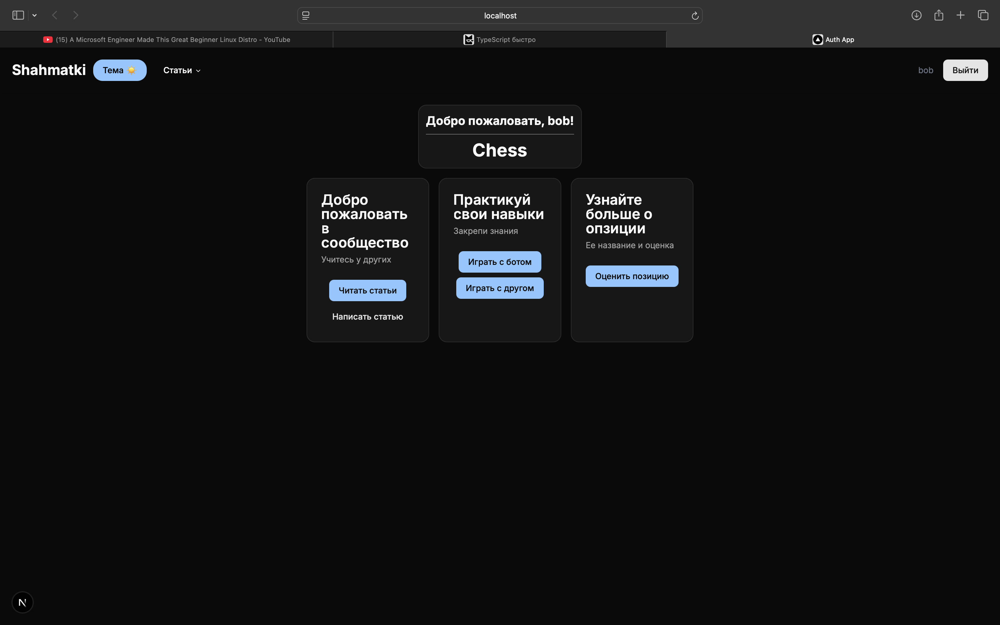 localhost
(15) A Microsoft Engineer Made This Great Beginner Linux Distro - YouTube
TypeScript быстро
Auth App
Shahmatki
Тема
Статьи
bob
Выйти
Добро пожаловать, bob!
Chess
Добро
пожаловать
в
сообщество
Учитесь у других
Читать статьи
Написать статью
Практикуй
свои навыки
Закрепи знания
Играть с ботом
Играть с другом
Узнайте
больше о
опзиции
Ее название и оценка
Оценить позицию
N